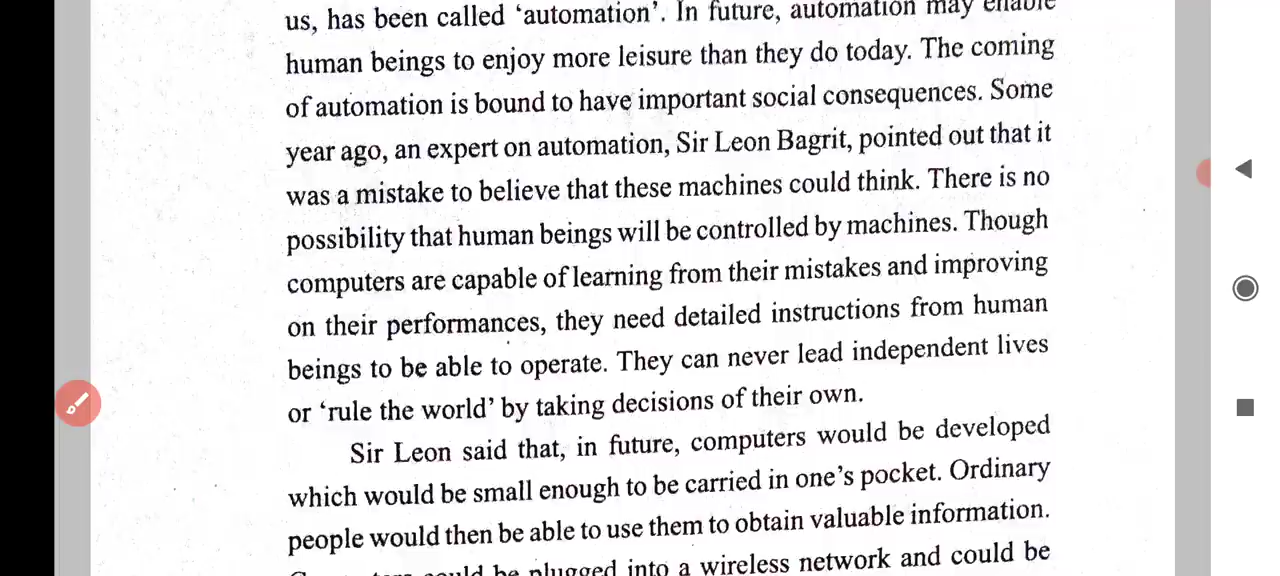 us, has been called ‘automation’. In future, automation may enable
human beings to enjoy more leisure than they do today. The coming
of automation is bound to have important social consequences. Some
year ago, an expert on automation, Sir Leon Bagrit, pointed out that it
was a mistake to believe that these machines could think. There is no
possibility that human beings will be controlled by machines. Though
computers are capable of learning from their mistakes and improving
on their performances, they need detailed instructions from human
beings to be able to operate. They can never lead independent lives
or ‘rule the world’ by taking decisions of their own.
Sir Leon said that, in future, computers would be developed
which would be small enough to be carried in one’s pocket. Ordinary
people would then be able to use them to obtain valuable information.
could be plugged into a wireless network and could be